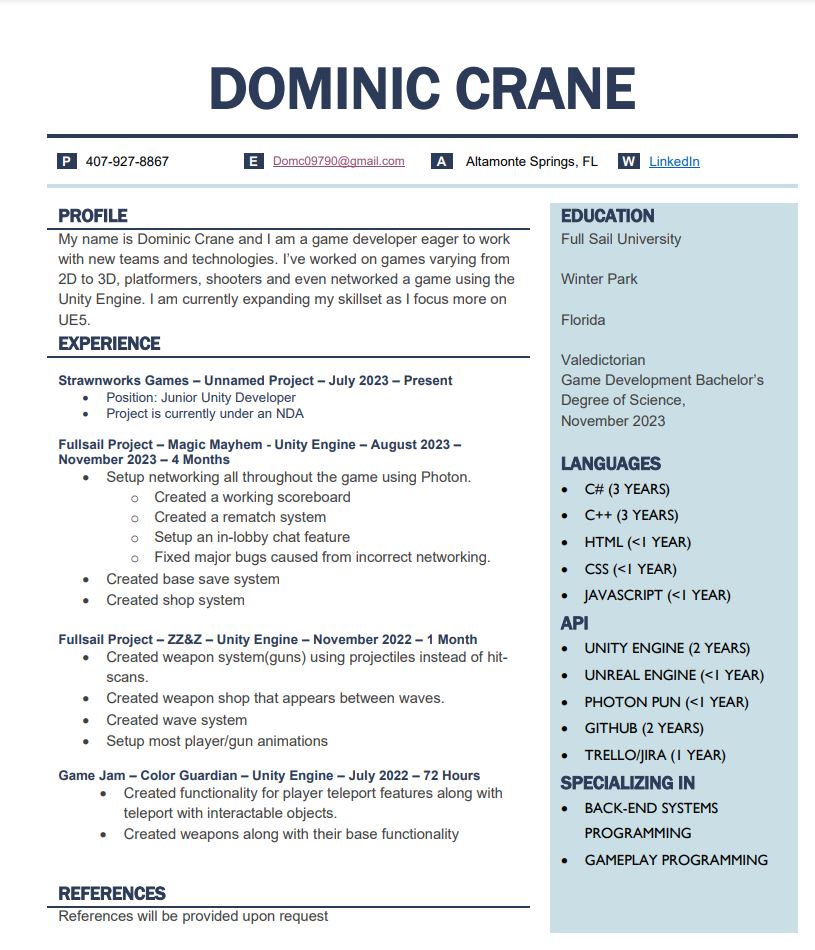 DOMINIC CRANE
P 407-927-8867 E Domc09790@gmail.com A Altamonte Springs, FL W LinkedIn
PROFILE
My name is Dominic Crane and I am a game developer eager to work
with new teams and technologies. I've worked on games varying from
2D to 3D, platformers, shooters and even networked a game using the
Unity Engine. I am currently expanding my skillset as I focus more on
UE5.
EXPERIENCE
Strawnworks Games – Unnamed Project – July 2023 – Present
• Position: Junior Unity Developer
• Project is currently under an NDA
Fullsail Project – Magic Mayhem - Unity Engine – August 2023 –
November 2023 – 4 Months
• Setup networking all throughout the game using Photon.
o Created a working scoreboard
o Created a rematch system
o Setup an in-lobby chat feature
o Fixed major bugs caused from incorrect networking.
• Created base save system
• Created shop system
Fullsail Project – ZZ&Z – Unity Engine – November 2022 – 1 Month
• Created weapon system(guns) using projectiles instead of hit-
scans.
• Created weapon shop that appears between waves.
• Created wave system
• Setup most player/gun animations
Game Jam – Color Guardian – Unity Engine – July 2022 – 72 Hours
• Created functionality for player teleport features along with
teleport with interactable objects.
• Created weapons along with their base functionality
REFERENCES
References will be provided upon request
EDUCATION
Full Sail University
Winter Park
Florida
Valedictorian
Game Development Bachelor's
Degree of Science,
November 2023
LANGUAGES
• C# (3 YEARS)
• C++ (3 YEARS)
• HTML (<1 YEAR)
• CSS (<1 YEAR)
• JAVASCRIPT (<1 YEAR)
API
• UNITY ENGINE (2 YEARS)
• UNREAL ENGINE (<1 YEAR)
• PHOTON PUN (<1 YEAR)
• GITHUB (2 YEARS)
• TRELLO/JIRA (1 YEAR)
SPECIALIZING IN
• BACK-END SYSTEMS
PROGRAMMING
• GAMEPLAY PROGRAMMING